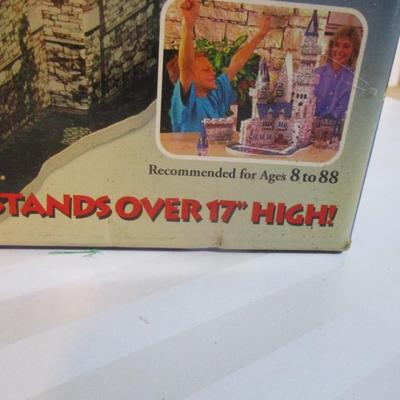 Recommended for Ages 8 to 88
STANDS OVER 17" HIGH!